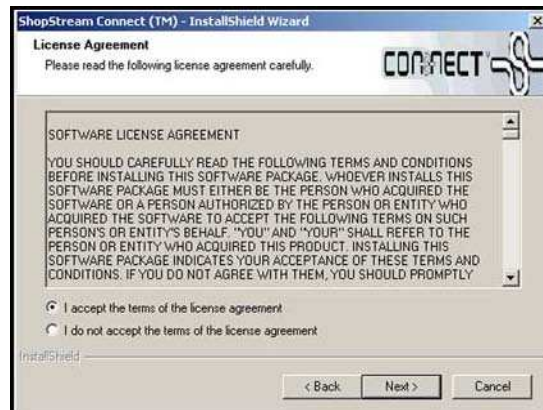 ShopStream Connect (TM) - InstallShield Wizard
License Agreement
Please read the following license agreement carefully.
CONNECT
SOFTWARE LICENSE AGREEMENT
YOU SHOULD CAREFULLY READ THE FOLLOWING TERMS AND CONDITIONS
BEFORE INSTALLING THIS SOFTWARE PACKAGE. WHOEVER INSTALLS THIS
SOFTWARE PACKAGE MUST EITHER BE THE PERSON WHO ACQUIRED THE
SOFTWARE OR A PERSON AUTHORIZED BY THE PERSON OR ENTITY WHO
ACQUIRED THE SOFTWARE TO ACCEPT THE FOLLOWING TERMS ON SUCH
PERSON'S OR ENTITY'S BEHALF. "YOU" AND "YOUR" SHALL REFER TO THE
PERSON OR ENTITY WHO ACQUIRED THIS PRODUCT. INSTALLING THIS
SOFTWARE PACKAGE INDICATES YOUR ACCEPTANCE OF THESE TERMS AND
CONDITIONS. IF YOU DO NOT AGREE WITH THEM, YOU SHOULD PROMPTLY
I accept the terms of the license agreement
I do not accept the terms of the license agreement
InstallShield
< Back Next > Cancel